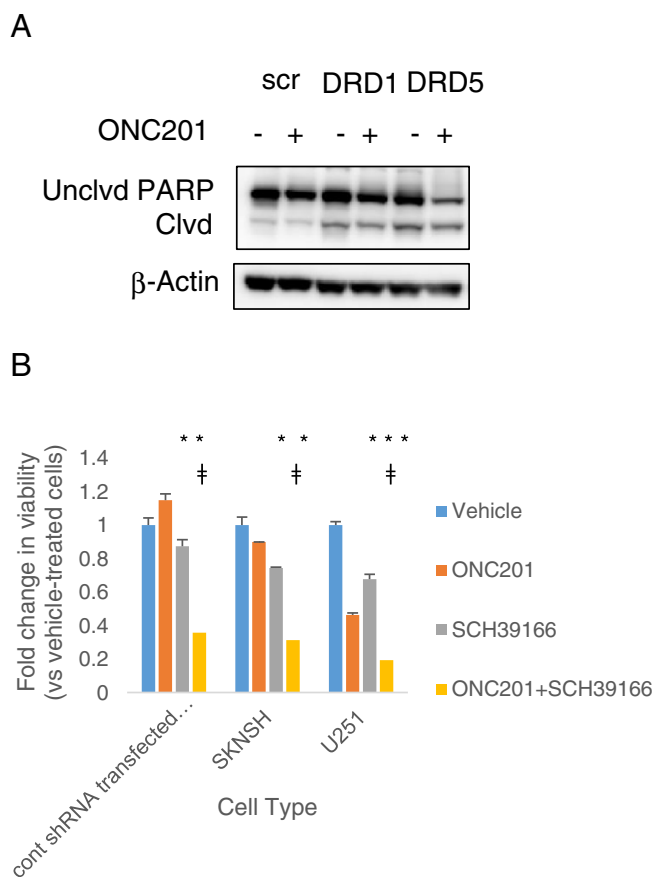 A
scr DRD1 DRD5
ONC201 - + - + - +
Unclvd PARP
Clvd
β-Actin
B
Fold change in viability
(vs vehicle-treated cells)
* * * * * * *
ǂ ǂ ǂ
1.4
1.2
1
0.8
0.6
0.4
0.2
0
cont shRNA transfected…
SKNSH
U251
Cell Type
Vehicle
ONC201
SCH39166
ONC201+SCH39166